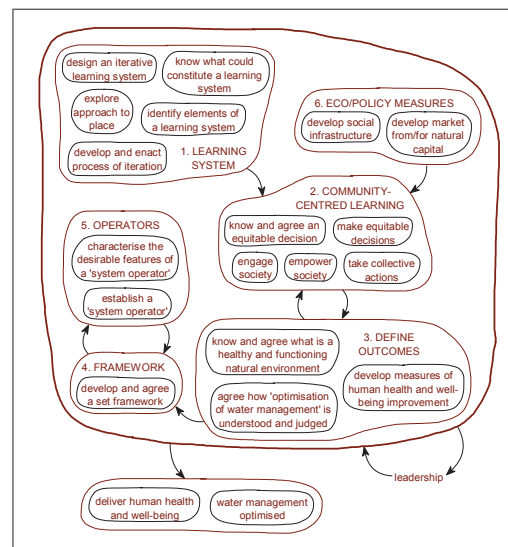 design an iterative
learning system
know what could
constitute a learning
system
explore
approach to
place
identify elements of
a learning system
develop and enact
process of iteration
1. LEARNING
SYSTEM
6. ECO/POLICY MEASURES
develop social
infrastructure
develop market
from/for natural
capital
2. COMMUNITY-
CENTRED LEARNING
know and agree an
equitable decision
make equitable
decisions
engage
society
empower
society
take collective
actions
5. OPERATORS
characterise the
desirable features of
a 'system operator'
establish a
'system operator'
4. FRAMEWORK
develop and agree
a set framework
3. DEFINE
OUTCOMES
know and agree what is a
healthy and functioning
natural environment
develop measures of
human health and well-
being improvement
agree how 'optimisation
of water management' is
understood and judged
leadership
deliver human health
and well-being
water management
optimised